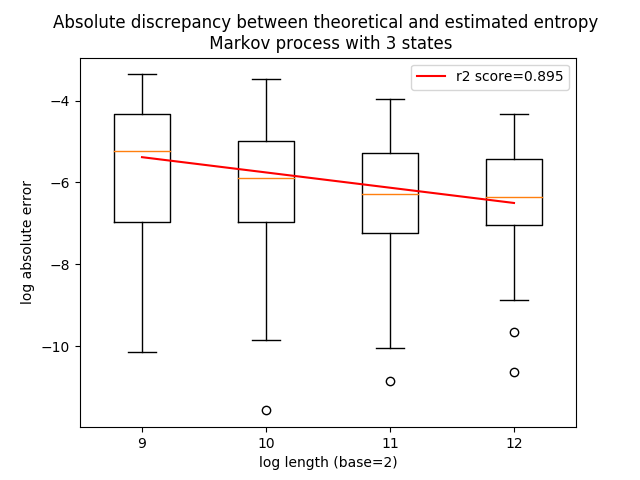 Absolute discrepancy between theoretical and estimated entropy
Markov process with 3 states
r2 score=0.895
−4
−6
−8
−10
log absolute error
9
10
11
12
log length (base=2)